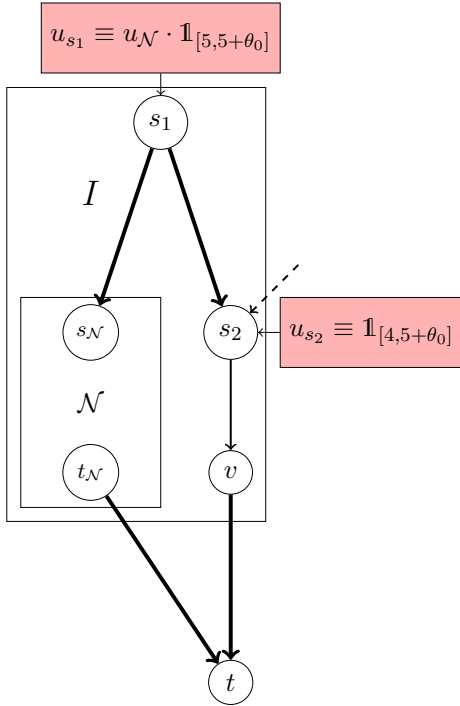 u_{s_1} ≡ u_𝒩 · 𝟙_{[5,5+θ_0]}
s_1
I
s_𝒩
s_2
u_{s_2} ≡ 𝟙_{[4,5+θ_0]}
𝒩
t_𝒩
v
t